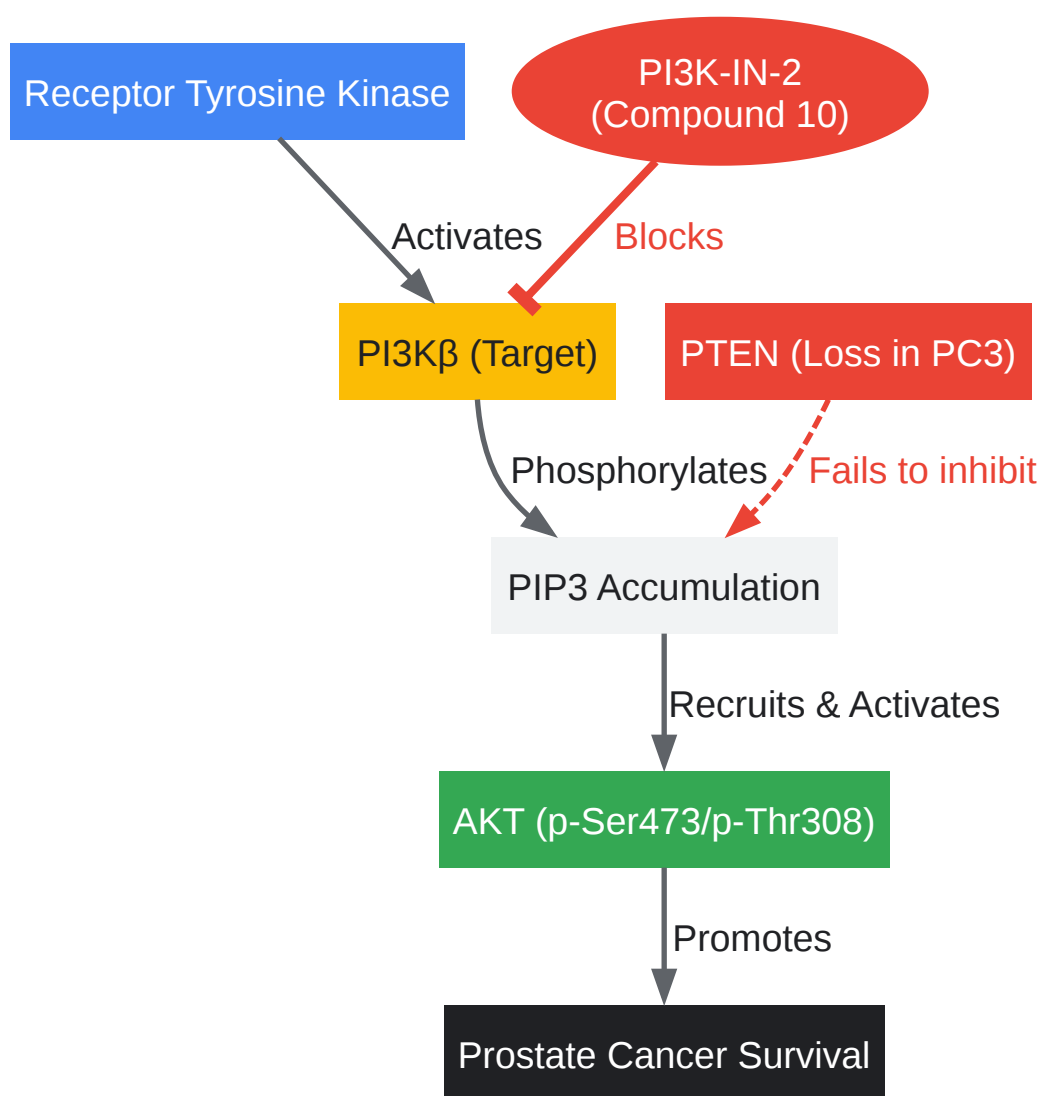 Receptor Tyrosine Kinase
PI3K-IN-2
(Compound 10)
Activates
Blocks
PI3Kβ (Target)
PTEN (Loss in PC3)
Phosphorylates
Fails to inhibit
PIP3 Accumulation
Recruits & Activates
AKT (p-Ser473/p-Thr308)
Promotes
Prostate Cancer Survival